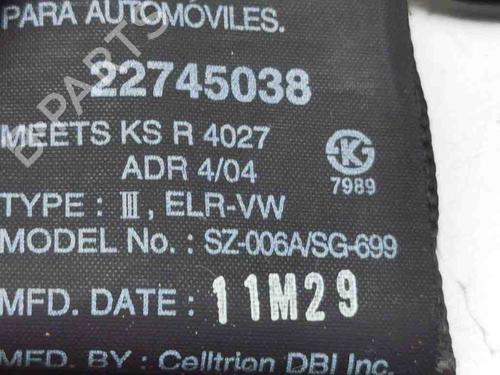 PARA AUTOMÓVILES.
22745038
MEETS KS R 4027
ADR 4/04
K
7989
TYPE : III, ELR-VW
MODEL No. : SZ-006A/SG-699
MFD. DATE : 11M29
MFD. BY : Celltrion DBI Inc.